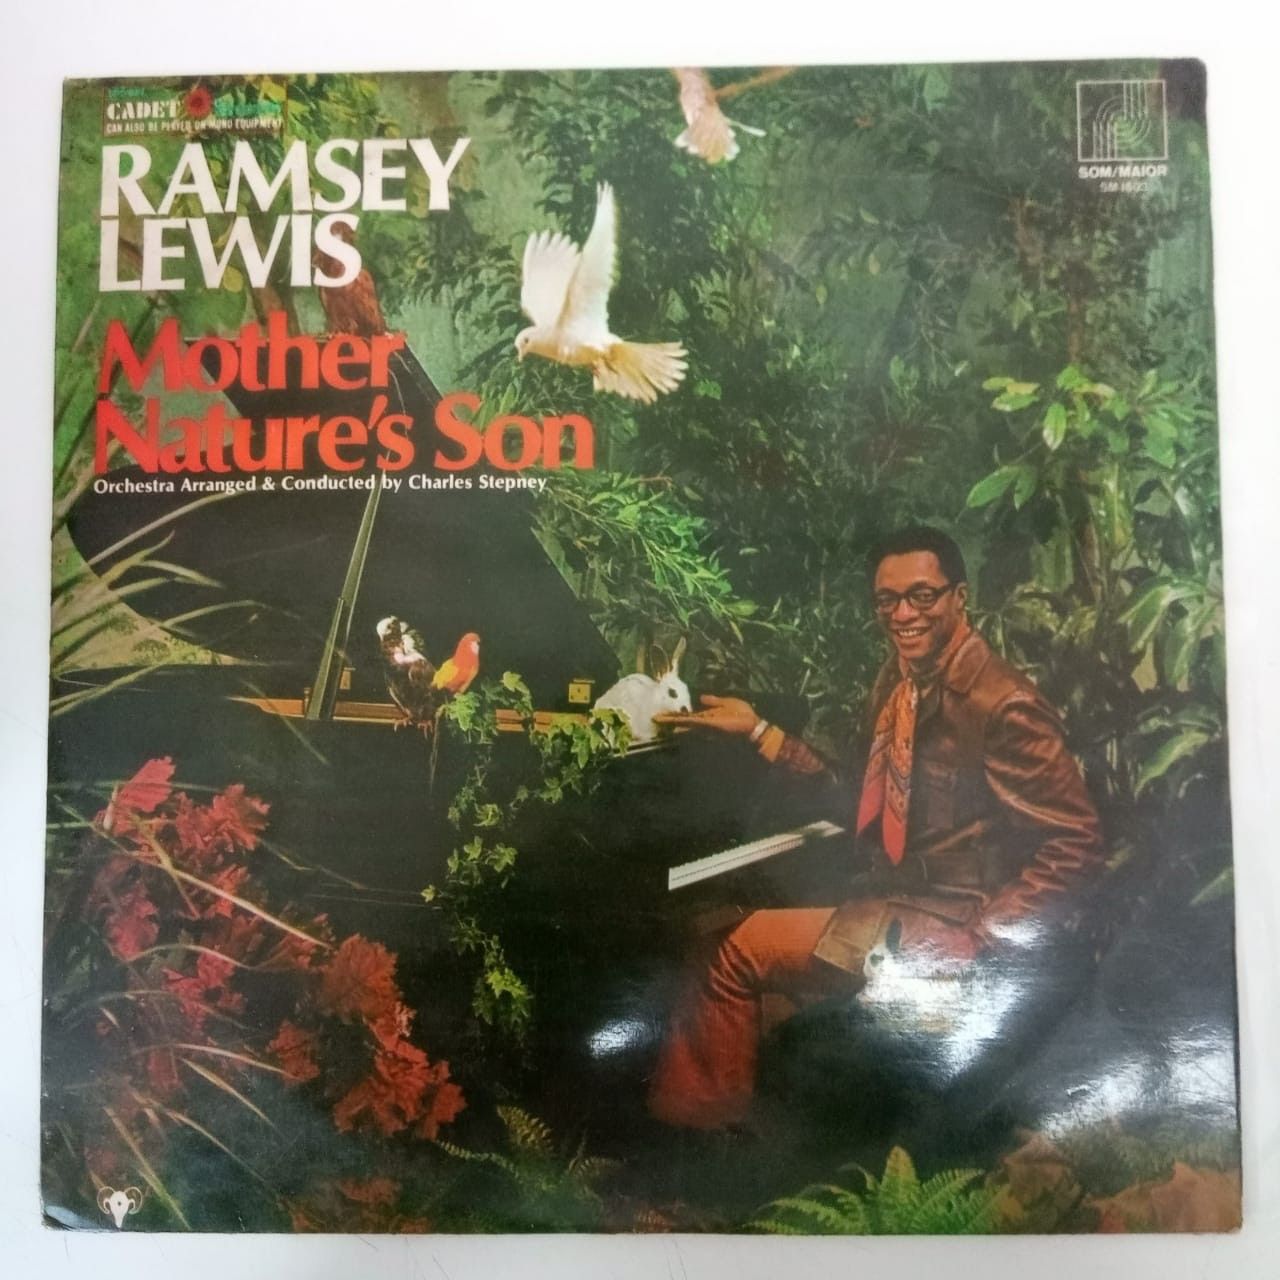 CADET
CAN ALSO BE PLAYED ON MONO EQUIPMENT
SOM/MAIOR
RAMSEY
LEWIS
Mother
Nature's Son
Orchestra Arranged & Conducted by Charles Stepney